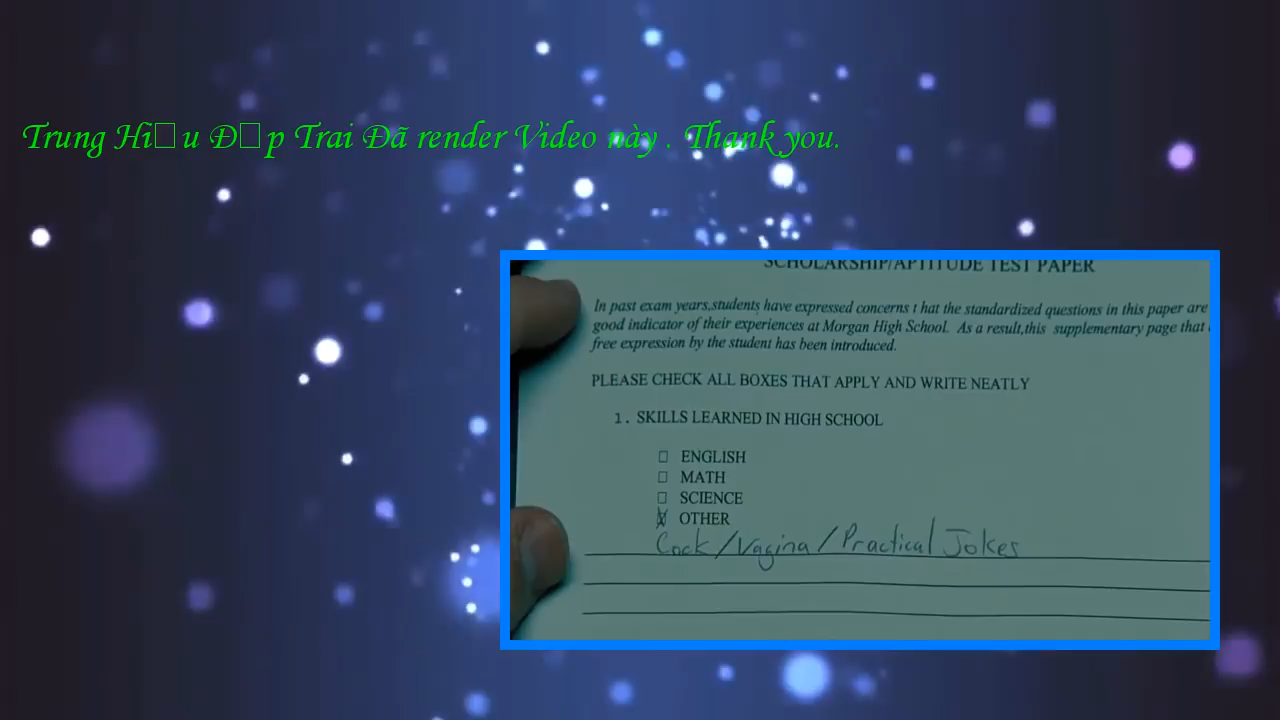 Trung Hi□u Đ□p Trai Đã render Video này . Thank you.
SCHOLARSHIP/APTITUDE TEST PAPER
In past exam years,students have expressed concerns t hat the standardized questions in this paper are
good indicator of their experiences at Morgan High School. As a result,this supplementary page that
free expression by the student has been introduced.
PLEASE CHECK ALL BOXES THAT APPLY AND WRITE NEATLY
1. SKILLS LEARNED IN HIGH SCHOOL
ENGLISH
MATH
SCIENCE
OTHER
Cock/Vagina/Practical Jokes